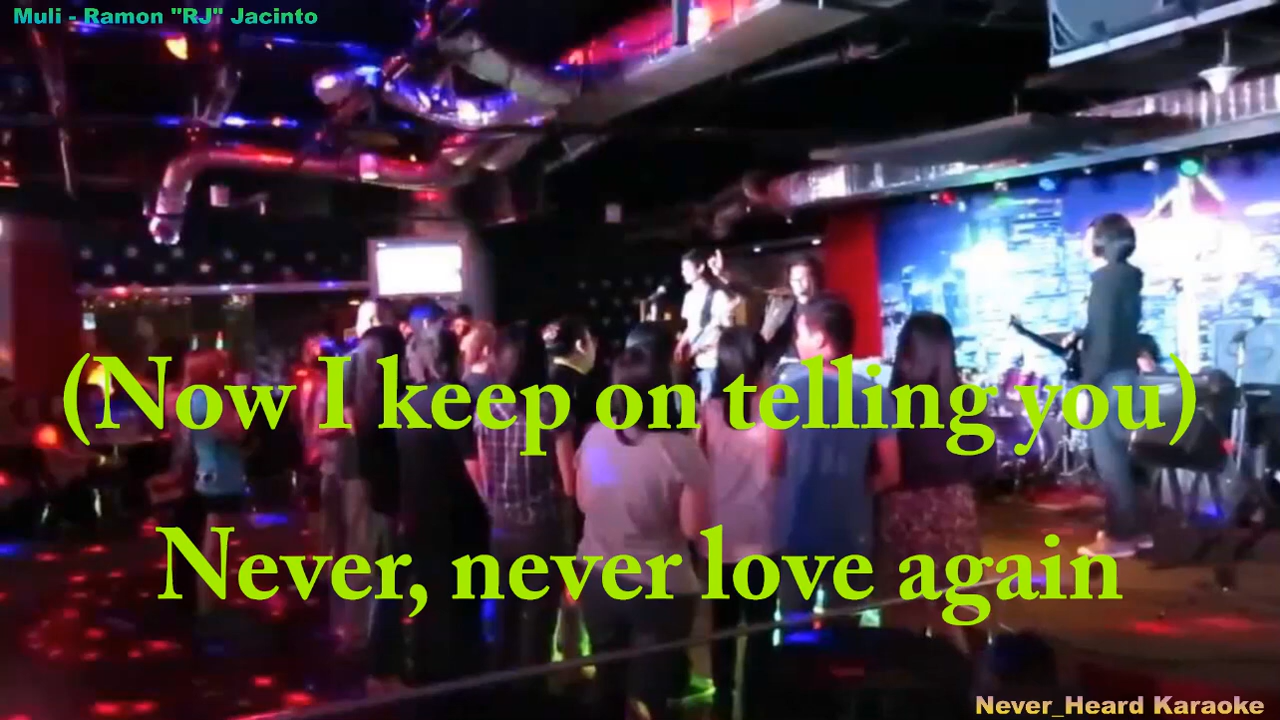 Muli - Ramon "RJ" Jacinto
(Now I keep on telling you)
Never, never love again
Never_Heard Karaoke